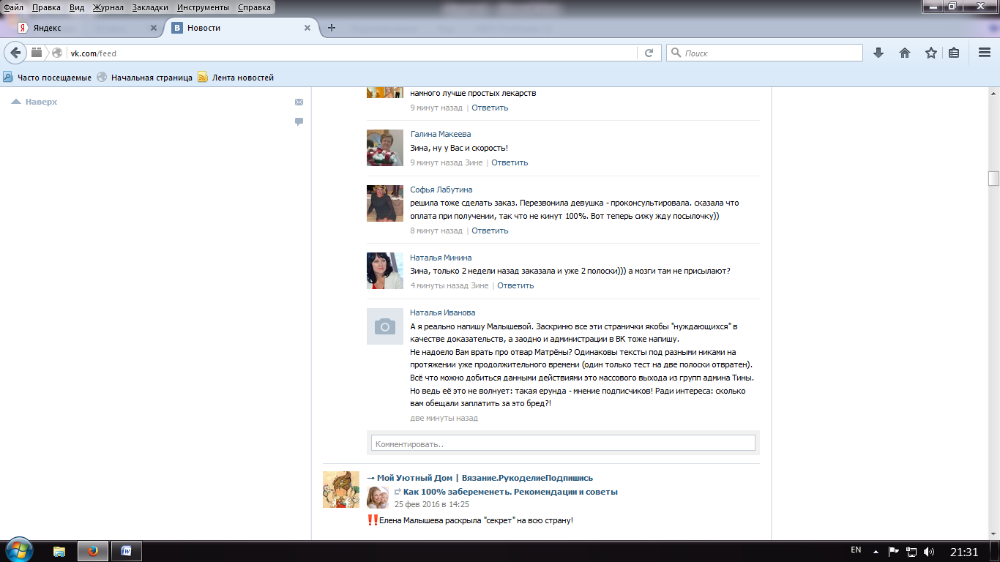 Файл Правка Вид Журнал Закладки Инструменты Справка
Яндекс
Новости
vk.com/feed
Поиск
Часто посещаемые Начальная страница Лента новостей
Наверх
намного лучше простых лекарств
9 минут назад | Ответить
Галина Макеева
Зина, ну у Вас и скорость!
9 минут назад Зине | Ответить
Софья Лабутина
решила тоже сделать заказ. Перезвонила девушка - проконсультировала. сказала что
оплата при получении, так что не кинут 100%. Вот теперь сижу жду посылочку))
8 минут назад | Ответить
Наталья Минина
Зина, только 2 недели назад заказала и уже 2 полоски))) а мозги там не присылают?
4 минуты назад Зине | Ответить
Наталья Иванова
А я реально напишу Малышевой. Заскриню все эти странички якобы "нуждающихся" в
качестве доказательств, а заодно и администрации в ВК тоже напишу.
Не надоело Вам врать про отвар Матрёны? Одинаковы тексты под разными никами на
протяжении уже продолжительного времени (один только тест на две полоски отвратен).
Всё что можно добиться данными действиями это массового выхода из групп админа Тины.
Но ведь её это не волнует: такая ерунда - мнение подписчиков! Ради интереса: сколько
вам обещали заплатить за это бред?!
две минуты назад
Комментировать..
→ Мой Уютный Дом | Вязание.РукоделиеПодпишись
Как 100% забеременеть. Рекомендации и советы
25 фев 2016 в 14:25
‼Елена Малышева раскрыла "секрет" на всю страну!
EN
21:31